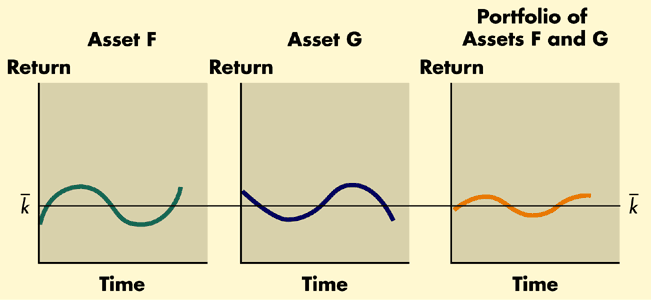 Asset F
Asset G
Portfolio of
Assets F and G
Return
Return
Return
k̅
k̅
Time
Time
Time